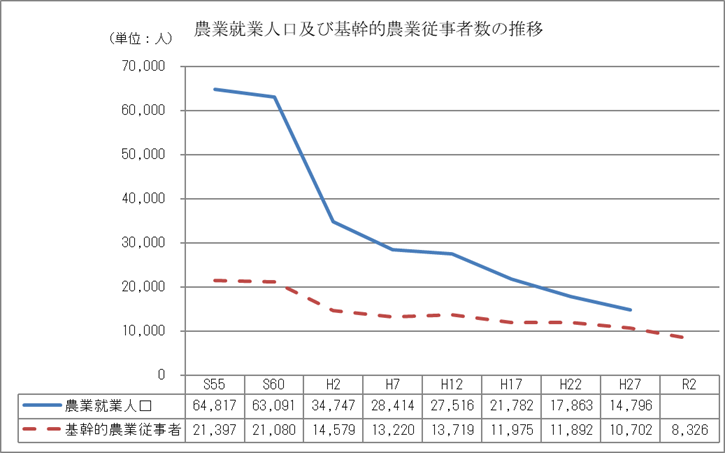 農業就業人口及び基幹的農業従事者数の推移
（単位：人）
70,000
60,000
50,000
40,000
30,000
20,000
10,000
0
S55 S60 H2 H7 H12 H17 H22 H27 R2
農業就業人口 64,817 63,091 34,747 28,414 27,516 21,782 17,863 14,796
基幹的農業従事者 21,397 21,080 14,579 13,220 13,719 11,975 11,892 10,702 8,326